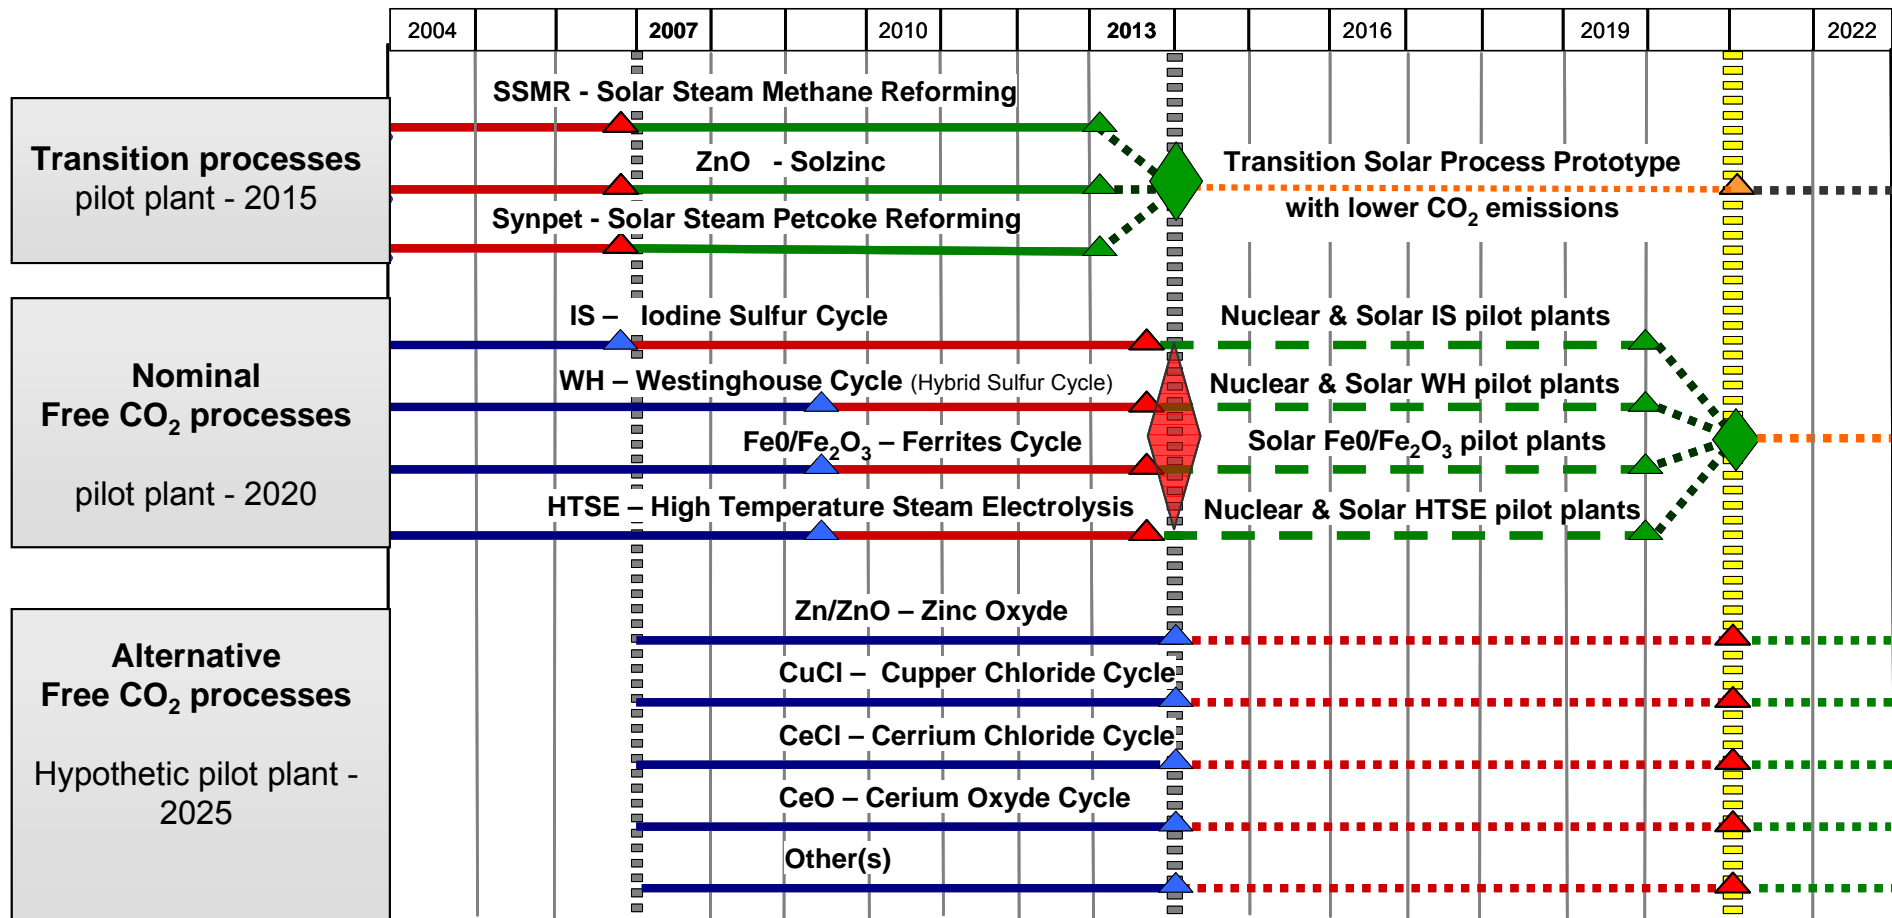 2004 2007 2010 2013 2016 2019 2022
Transition processes
pilot plant - 2015
SSMR - Solar Steam Methane Reforming
ZnO - Solzinc
Synpet - Solar Steam Petcoke Reforming
Transition Solar Process Prototype
with lower CO₂ emissions
Nominal
Free CO₂ processes
pilot plant - 2020
IS – Iodine Sulfur Cycle
Nuclear & Solar IS pilot plants
WH – Westinghouse Cycle (Hybrid Sulfur Cycle)
Nuclear & Solar WH pilot plants
Fe0/Fe₂O₃ – Ferrites Cycle
Solar Fe0/Fe₂O₃ pilot plants
HTSE – High Temperature Steam Electrolysis
Nuclear & Solar HTSE pilot plants
Alternative
Free CO₂ processes
Hypothetic pilot plant -
2025
Zn/ZnO – Zinc Oxyde
CuCl – Cupper Chloride Cycle
CeCl – Cerrium Chloride Cycle
CeO – Cerium Oxyde Cycle
Other(s)